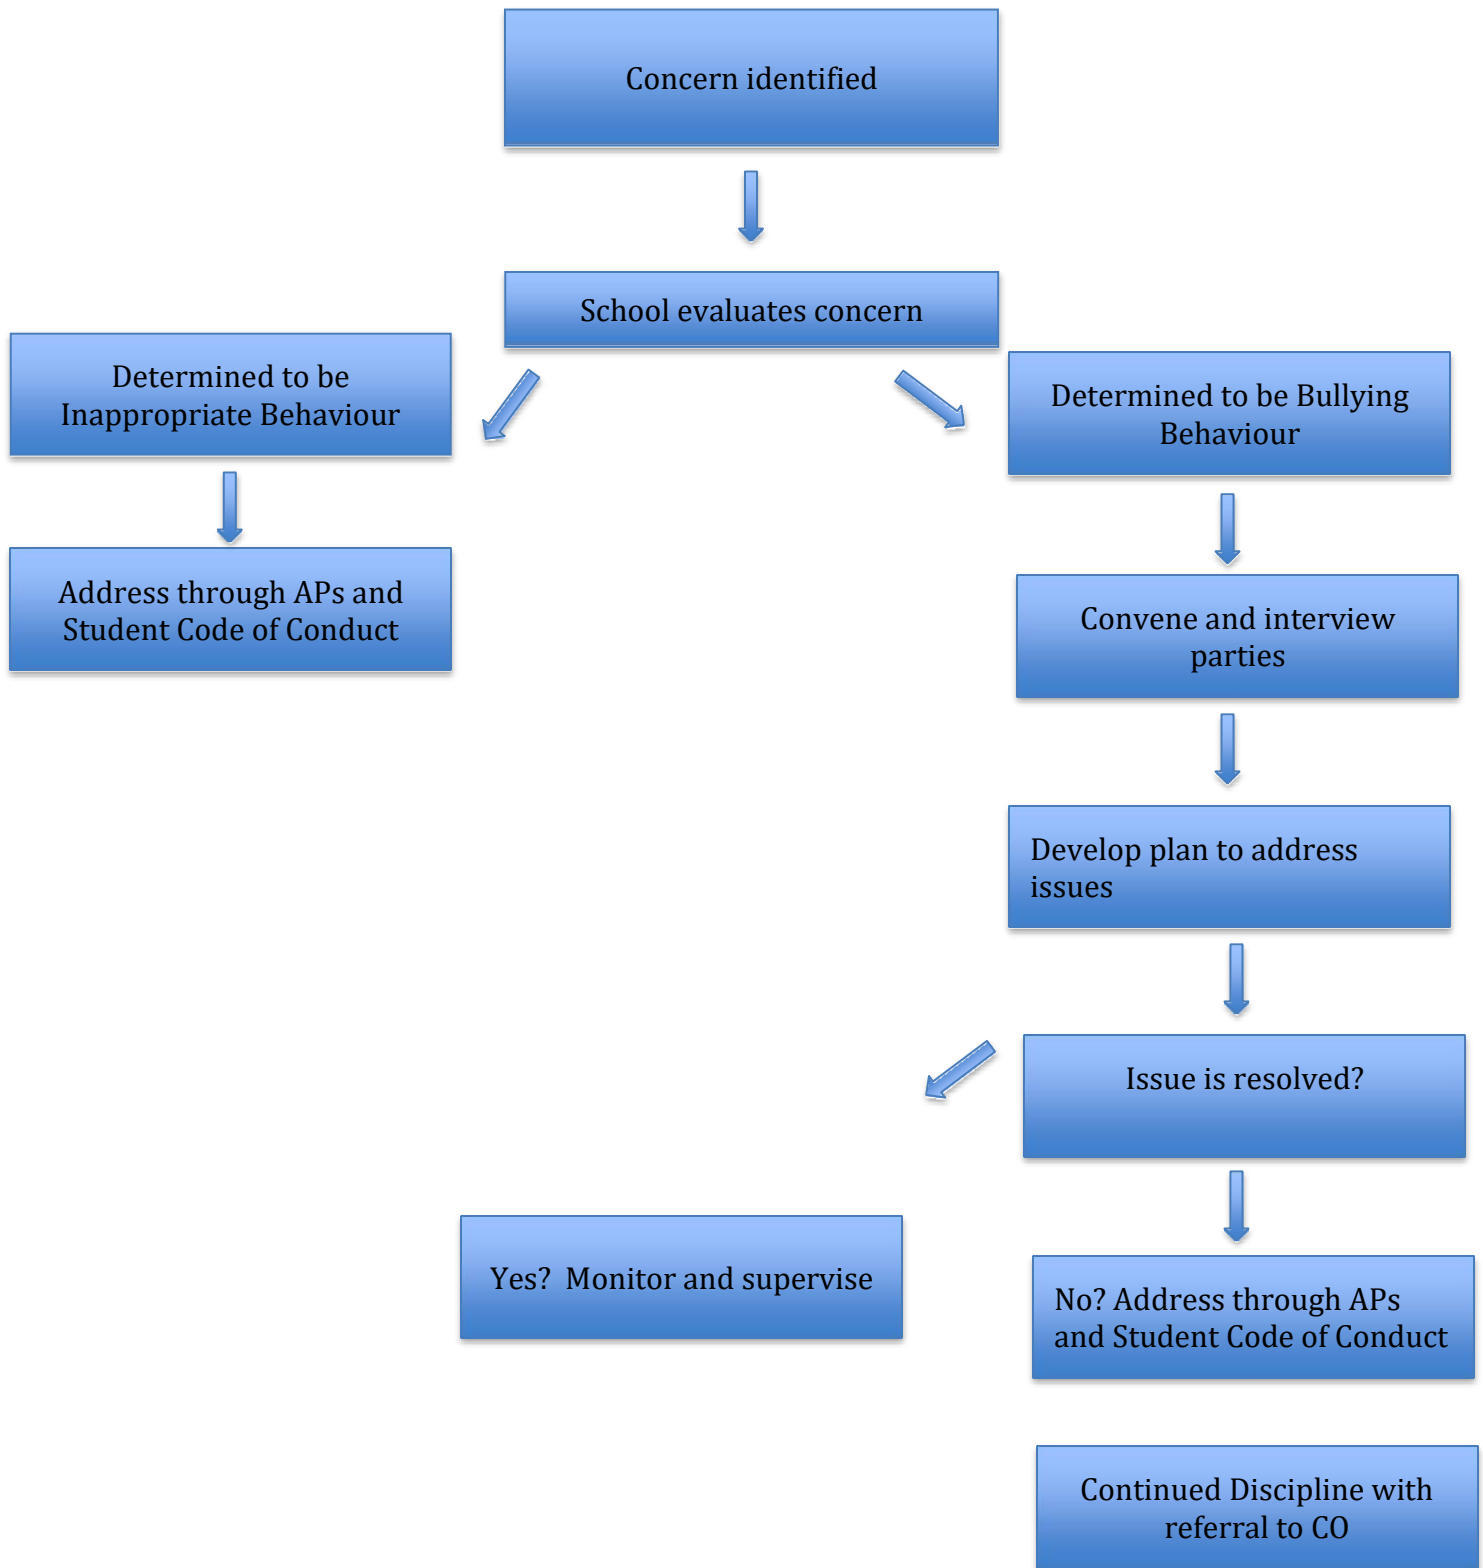 Concern identified
School evaluates concern
Determined to be
Inappropriate Behaviour
Address through APs and
Student Code of Conduct
Determined to be Bullying
Behaviour
Convene and interview
parties
Develop plan to address
issues
Issue is resolved?
Yes?  Monitor and supervise
No? Address through APs
and Student Code of Conduct
Continued Discipline with
referral to CO